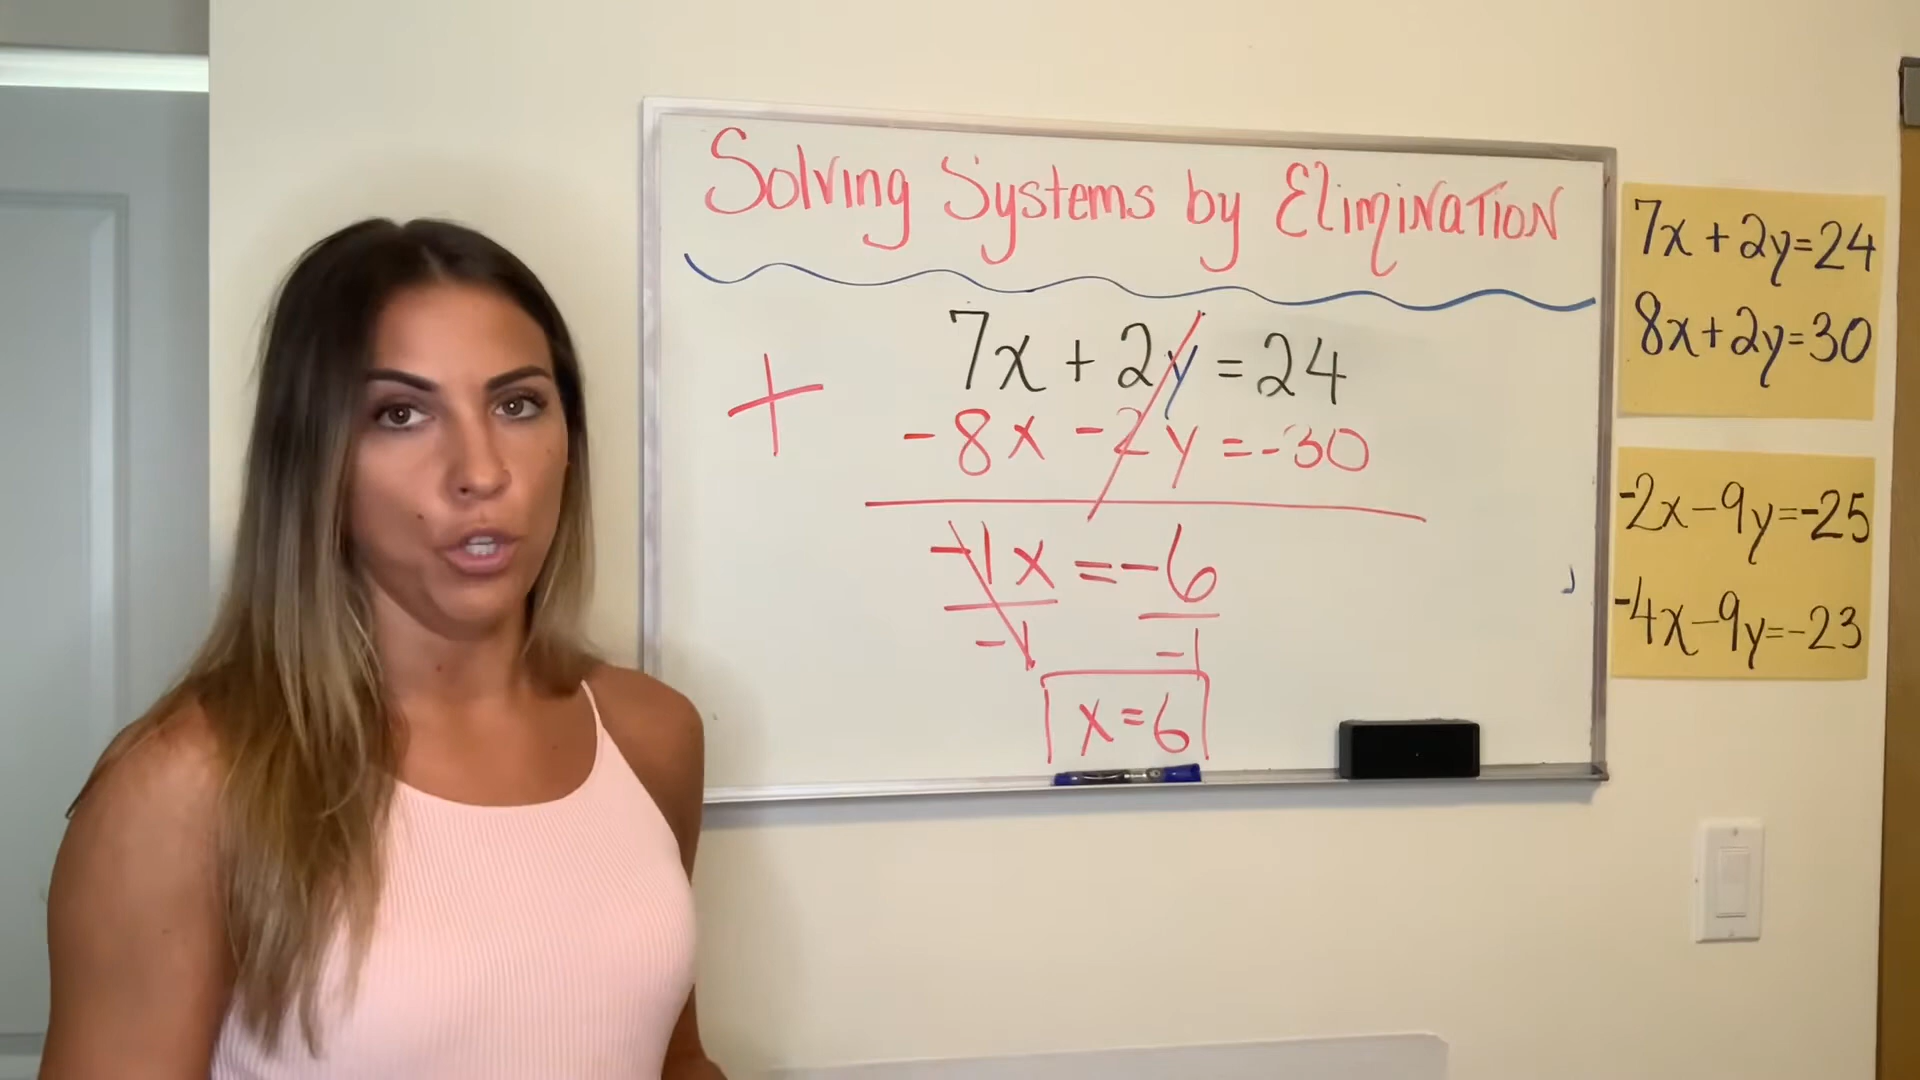 Solving Systems by Elimination
+
7x + 2y = 24
-8x -2y = -30
-1x = -6
-1 -1
x = 6
7x + 2y = 24
8x + 2y = 30
-2x - 9y = -25
-4x - 9y = -23